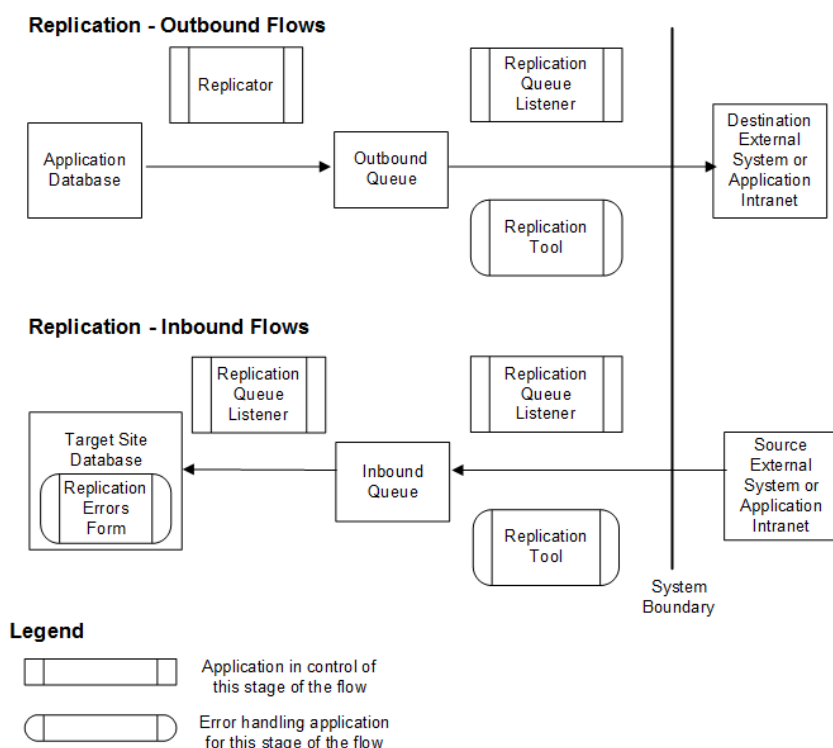 Replication - Outbound Flows
Replicator
Replication
Queue
Listener
Application
Database
Outbound
Queue
Destination
External
System or
Application
Intranet
Replication
Tool
Replication - Inbound Flows
Replication
Queue
Listener
Replication
Queue
Listener
Target Site
Database
Replication
Errors
Form
Inbound
Queue
Source
External
System or
Application
Intranet
Replication
Tool
System
Boundary
Legend
Application in control of
this stage of the flow
Error handling application
for this stage of the flow